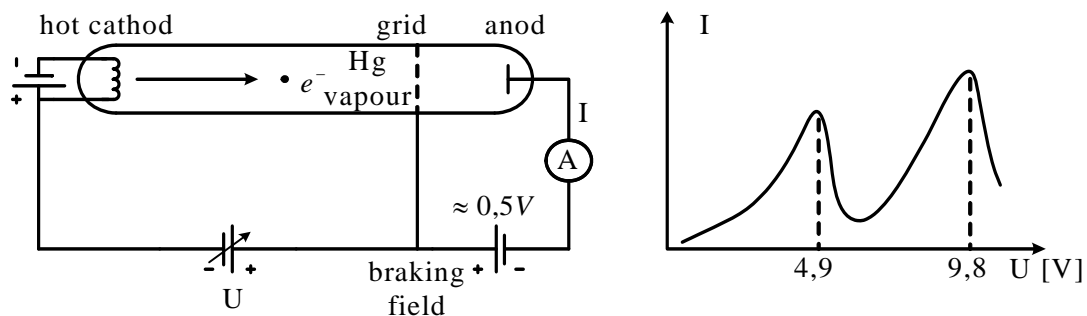 hot cathod
grid
anod
-
+
e⁻
Hg
vapour
I
A
≈ 0,5V
- +
U
+ -
braking
field
I
4,9
9,8
U [V]